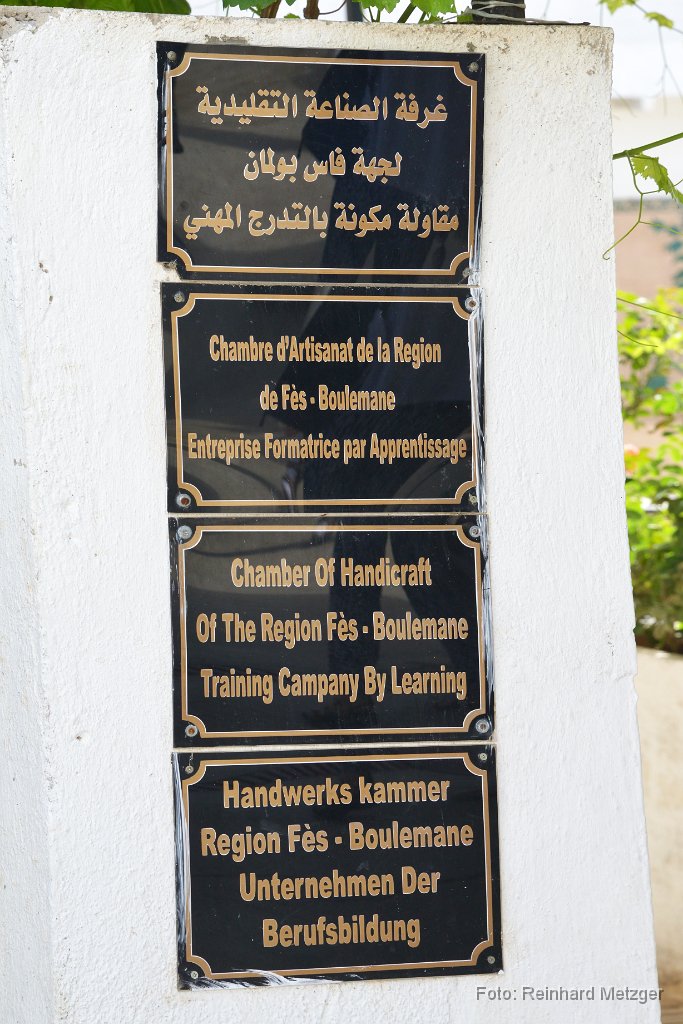 غرفة الصناعة التقليدية
لجهة فاس بولمان
مقاولة مكونة بالتدرج المهني
Chambre d'Artisanat de la Region
de Fès - Boulemane
Entreprise Formatrice par Apprentissage
Chamber Of Handicraft
Of The Region Fès - Boulemane
Training Campany By Learning
Handwerks kammer
Region Fès - Boulemane
Unternehmen Der
Berufsbildung
Foto: Reinhard Metzger